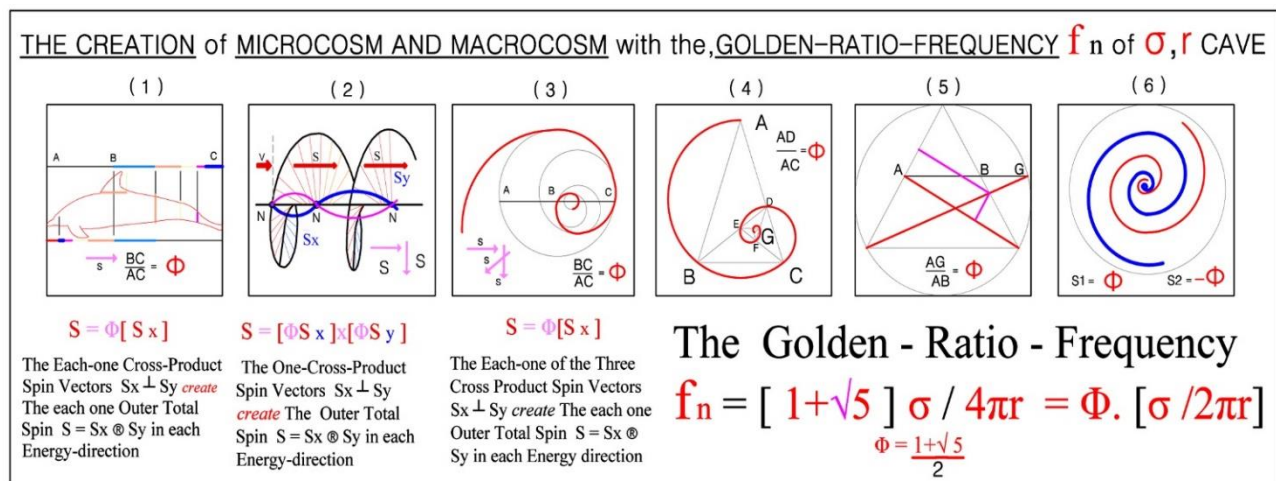 THE CREATION of MICROCOSM AND MACROCOSM with the,GOLDEN-RATIO-FREQUENCY f n of σ,r CAVE
(1)
(2)
(3)
(4)
(5)
(6)
A B C
s BC/AC = Φ
v S S
Sy
N N N
Sx
S S
A B C
s s s
BC/AC = Φ
A
AD/AC = Φ
D
E G
F
B C
A B G
AG/AB = Φ
S1 = Φ S2 = -Φ
S = Φ[ S x ]
The Each-one Cross-Product
Spin Vectors Sx ⊥ Sy create
The each one Outer Total
Spin S = Sx ® Sy in each
Energy-direction
S = [ΦS x ]x[ΦS y ]
The One-Cross-Product
Spin Vectors Sx ⊥ Sy
create The Outer Total
Spin S = Sx ® Sy in each
Energy-direction
S = Φ[ S x ]
The Each-one of the Three
Cross Product Spin Vectors
Sx ⊥ Sy create The each one
Outer Total Spin S = Sx ®
Sy in each Energy direction
The Golden - Ratio - Frequency
f n = [ 1+√5 ] σ / 4πr = Φ. [σ /2πr]
Φ = 1+√5 / 2